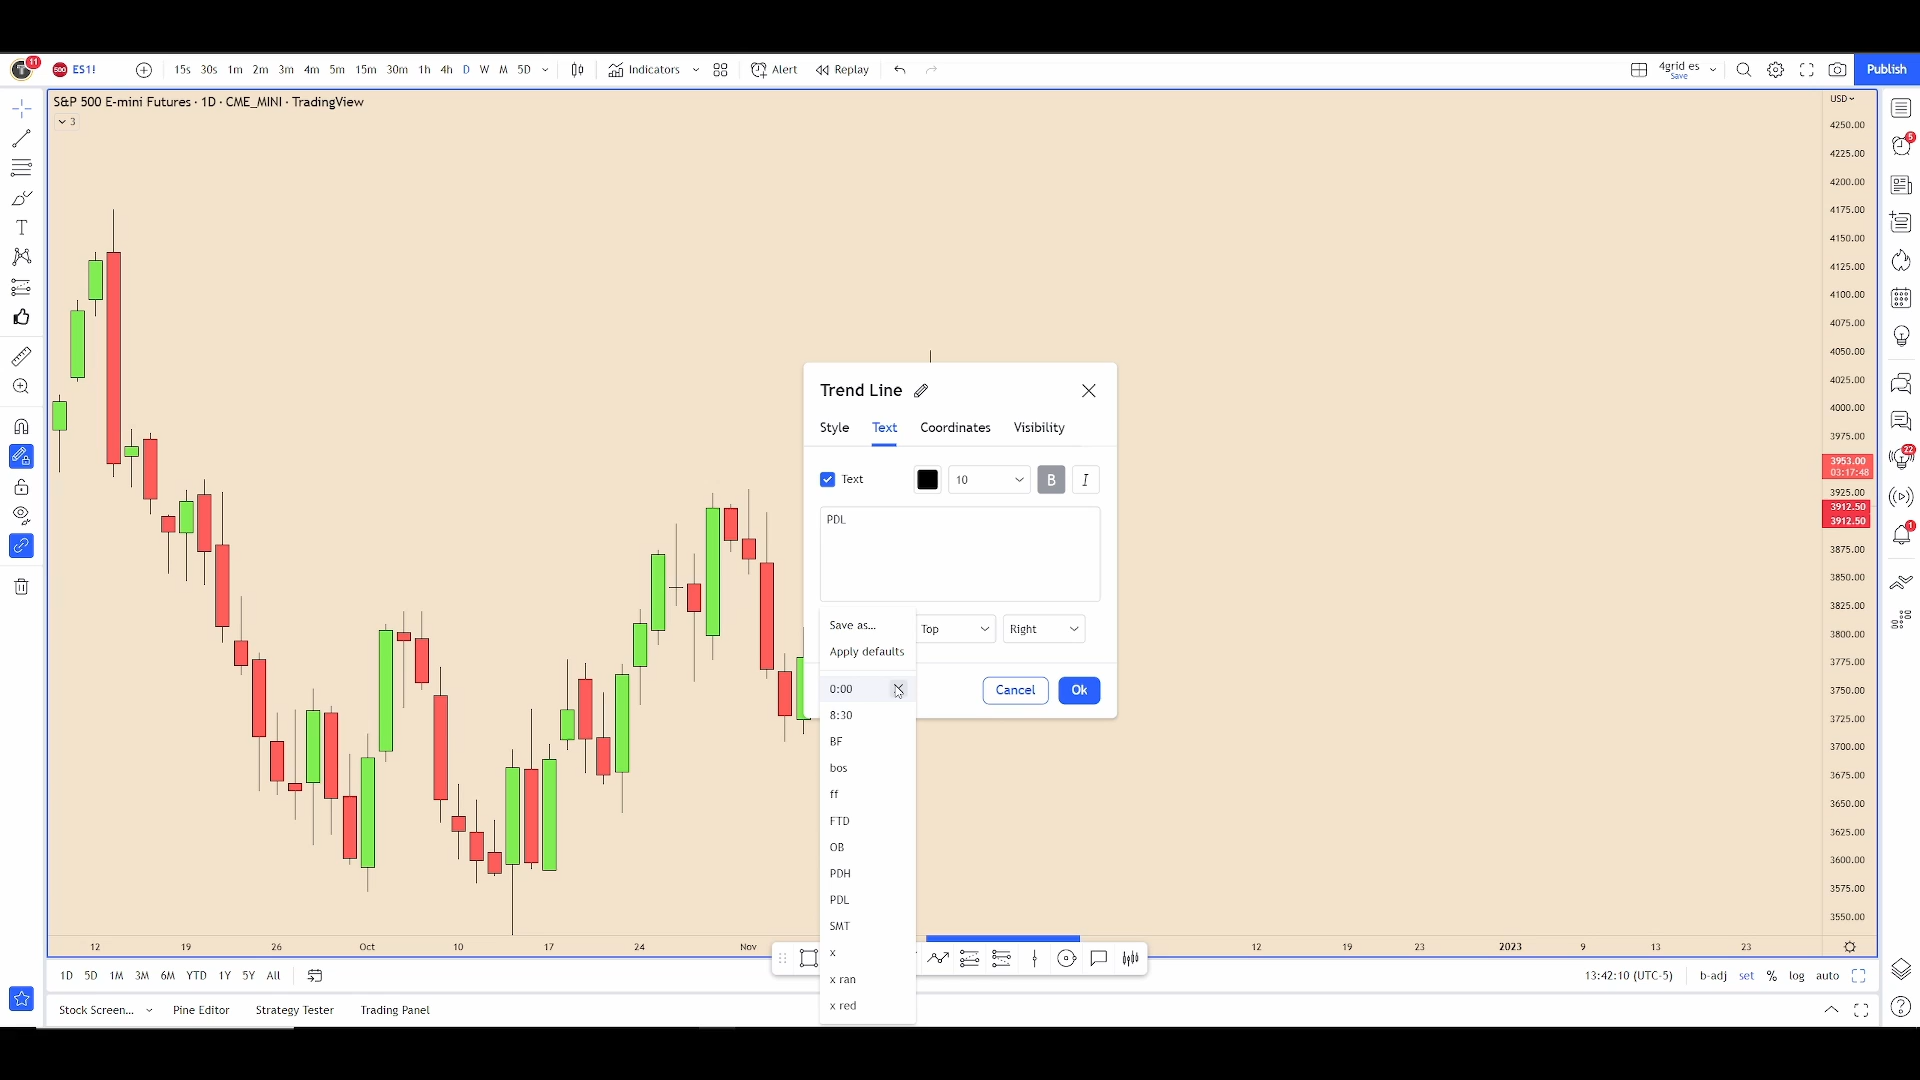 11
500
ES1!
15s 30s 1m 2m 3m 4m 5m 15m 30m 1h 4h D W M 5D
Indicators
Alert
Replay
4grid es
Save
Publish
S&P 500 E-mini Futures · 1D · CME_MINI · TradingView
3
USD
4250.00
4225.00
4200.00
4175.00
4150.00
4125.00
4100.00
4075.00
4050.00
4025.00
4000.00
3975.00
3953.00
03:17:48
3925.00
3912.50
3912.50
3875.00
3850.00
3825.00
3800.00
3775.00
3750.00
3725.00
3700.00
3675.00
3650.00
3625.00
3600.00
3575.00
3550.00
5
22
1
Trend Line
Style Text Coordinates Visibility
Text
10
B
I
PDL
Top
Right
Cancel
Ok
Save as...
Apply defaults
0:00
8:30
BF
bos
ff
FTD
OB
PDH
PDL
SMT
x
x ran
x red
12 19 26 Oct 10 17 24 Nov 12 19 23 2023 9 13 23
1D 5D 1M 3M 6M YTD 1Y 5Y All
13:42:10 (UTC-5)
b-adj set % log auto
Stock Screen... Pine Editor Strategy Tester Trading Panel